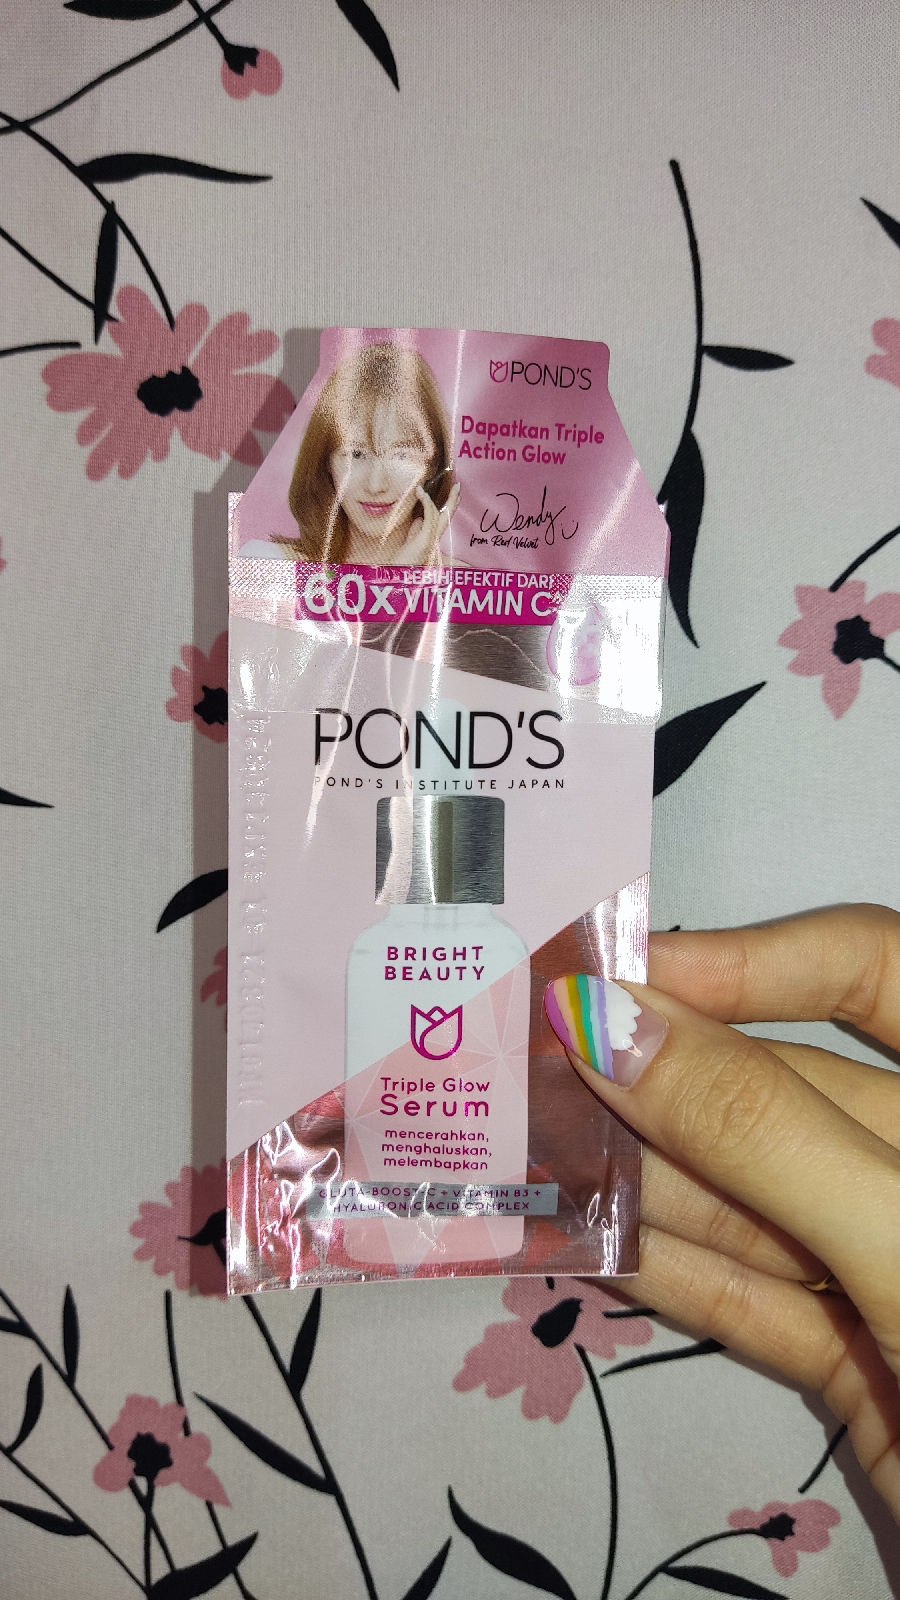 POND'S
Dapatkan Triple
Action Glow
Wendy
from Red Velvet
60x LEBIH EFEKTIF DARI
VITAMIN C*
POND'S
POND'S INSTITUTE JAPAN
BRIGHT
BEAUTY
Triple Glow
Serum
mencerahkan,
menghaluskan,
melembapkan
GLUTA-BOOST-C + VITAMIN B3 +
HYALURONIC ACID COMPLEX